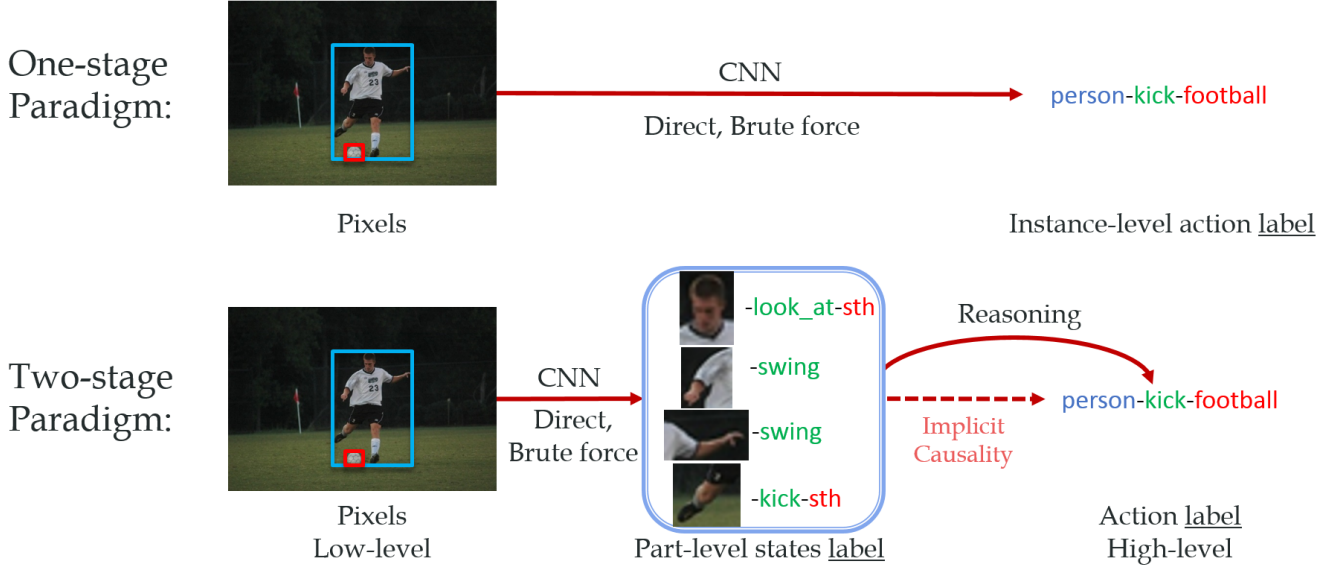 One-stage
Paradigm:
23
CNN
Direct, Brute force
person-kick-football
Pixels
Instance-level action label
Two-stage
Paradigm:
23
CNN
Direct,
Brute force
-look_at-sth
-swing
-swing
-kick-sth
Reasoning
Implicit
Causality
person-kick-football
Pixels
Low-level
Part-level states label
Action label
High-level